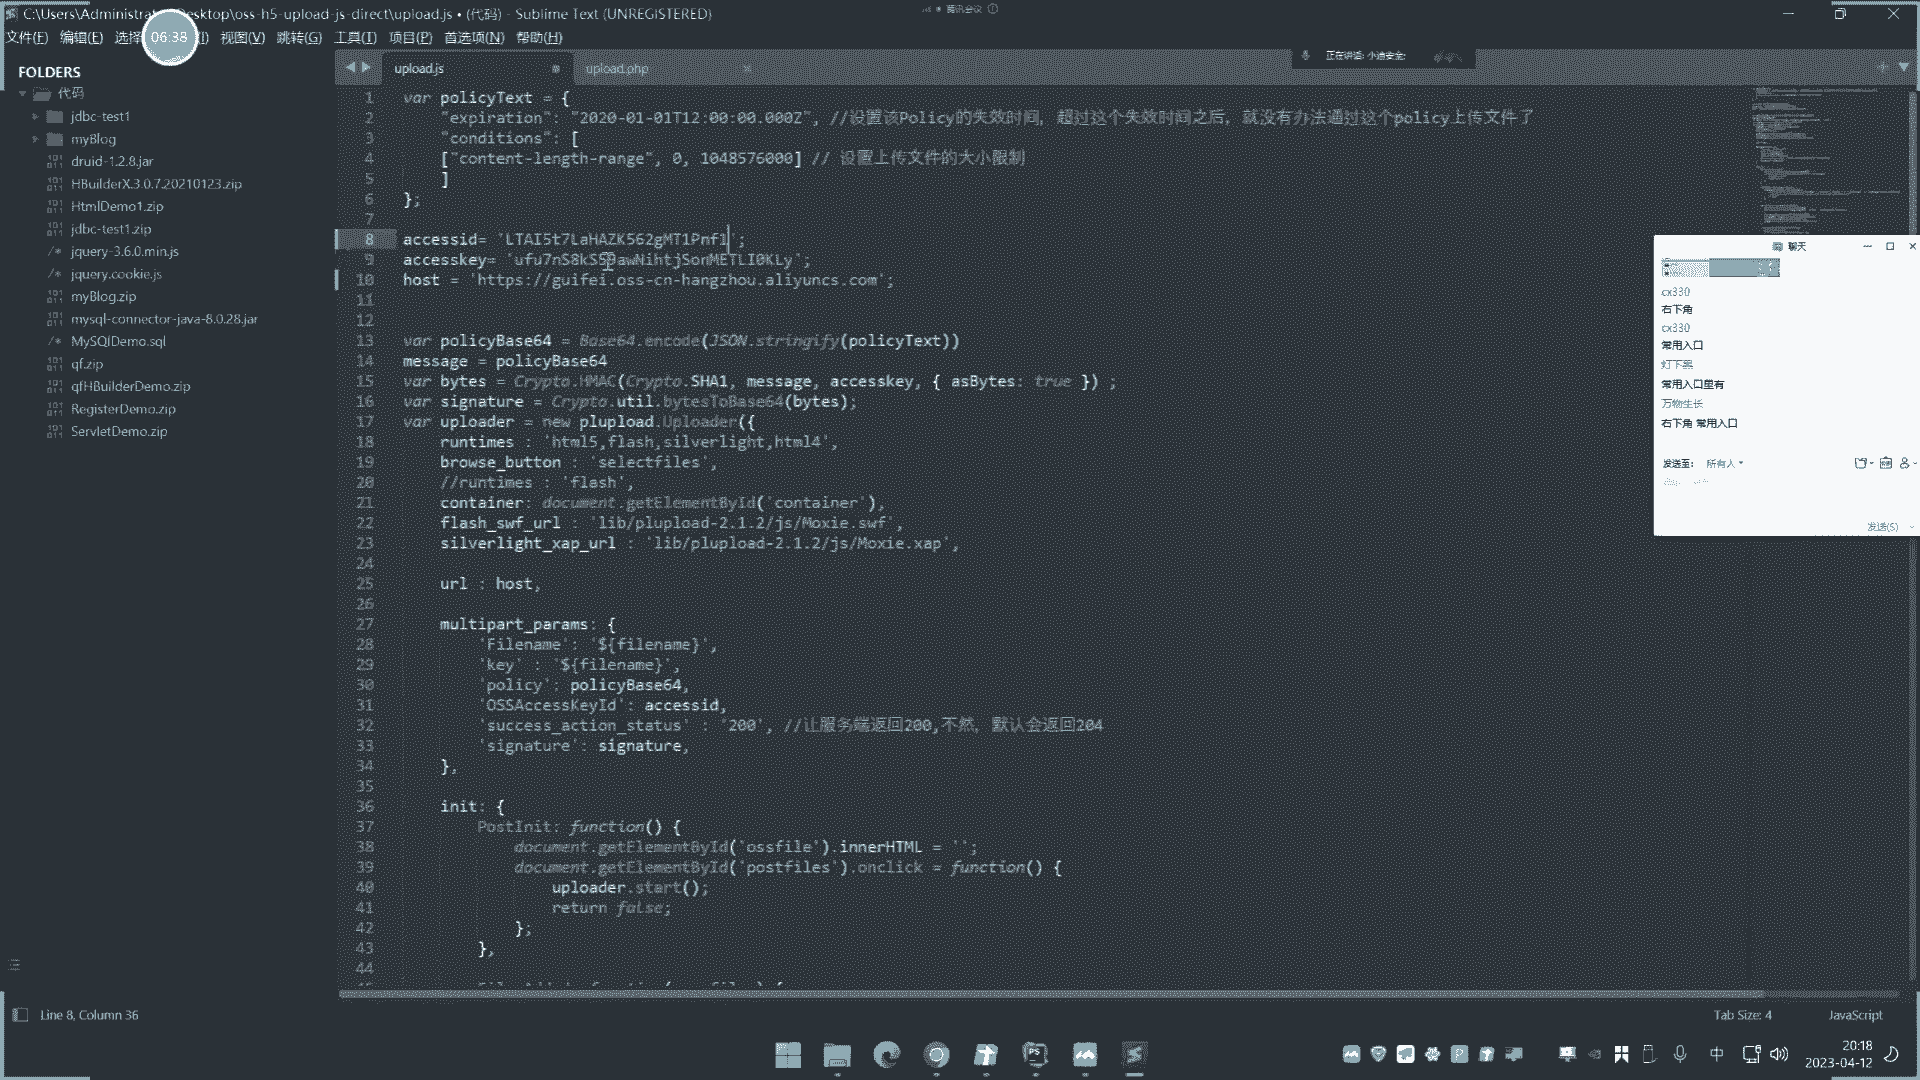 C:\Users\Administrat Desktop\oss-h5-upload-js-direct\upload.js • (代码) - Sublime Text (UNREGISTERED)
腾讯会议
文件(F) 编辑(E) 选择 06:38 视图(V) 跳转(G) 工具(T) 项目(P) 首选项(N) 帮助(H)
正在讲话: 小迪安全;
FOLDERS
代码
jdbc-test1
myBlog
druid-1.2.8.jar
HBuilderX.3.0.7.20210123.zip
HtmlDemo1.zip
jdbc-test1.zip
jquery-3.6.0.min.js
jquery.cookie.js
myBlog.zip
mysql-connector-java-8.0.28.jar
MySQlDemo.sql
qf.zip
qfHBuilderDemo.zip
RegisterDemo.zip
ServletDemo.zip
upload.js
upload.php
1 var policyText = {
2 "expiration": "2020-01-01T12:00:00.000Z", //设置该Policy的失效时间，超过这个失效时间之后，就没有办法通过这个policy上传文件了
3 "conditions": [
4 ["content-length-range", 0, 1048576000] // 设置上传文件的大小限制
5 ]
6 };
7
8 accessid= 'LTAI5t7LaHAZK562gMT1Pmf1';
9 accesskey=
10 host = 'https://guifei.oss-cn-hangzhou.aliyuncs.com';
11
12
13 var policyBase64 = Base64.encode(JSON.stringify(policyText))
14 message = policyBase64
15 var bytes = Crypto.HMAC(Crypto.SHA1, message, accesskey, { asBytes: true }) ;
16 var signature = Crypto.util.bytesToBase64(bytes);
17 var uploader = new plupload.Uploader({
18 runtimes : 'html5,flash,silverlight,html4',
19 browse_button : 'selectfiles',
20 //runtimes : 'flash',
21 container: document.getElementById('container'),
22 flash_swf_url : 'lib/plupload-2.1.2/js/Moxie.swf',
23 silverlight_xap_url : 'lib/plupload-2.1.2/js/Moxie.xap',
24
25 url : host,
26
27 multipart_params: {
28 'Filename': '${filename}',
29 'key' : '${filename}',
30 'policy': policyBase64,
31 'OSSAccessKeyId': accessid,
32 'success_action_status' : '200', //让服务端返回200,不然，默认会返回204
33 'signature': signature,
34 },
35
36 init: {
37 PostInit: function() {
38 document.getElementById('ossfile').innerHTML = '';
39 document.getElementById('postfiles').onclick = function() {
40 uploader.start();
41 return false;
42 };
43 },
44
聊天
cx330
右下角
cx330
常用入口
灯下黑
常用入口里有
万物生长
右下角 常用入口
发送至: 所有人
发送(S)
Line 8, Column 36
Tab Size: 4
JavaScript
中
20:18
2023-04-12